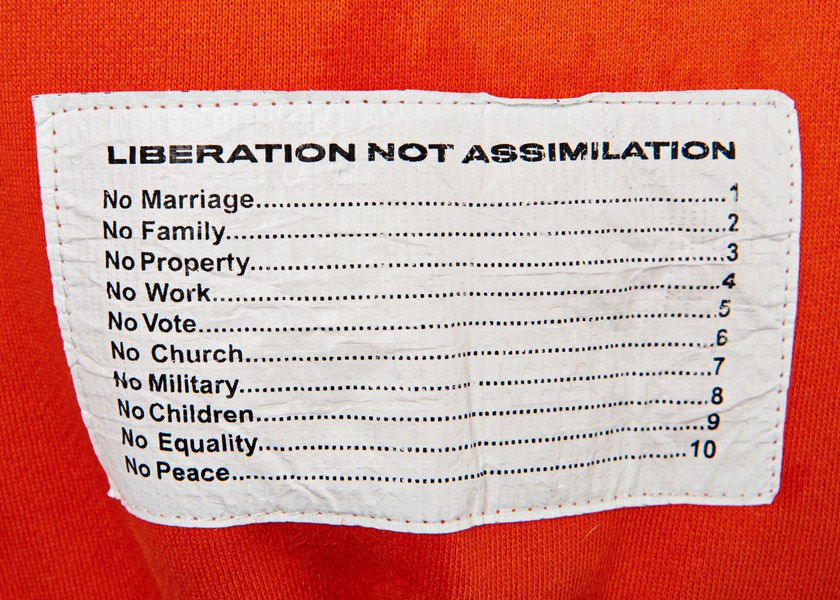 LIBERATION NOT ASSIMILATION
No Marriage..........................................................................1
No Family..............................................................................2
No Property...........................................................................3
No Work................................................................................4
No Vote..................................................................................5
No Church............................................................................6
No Military............................................................................7
No Children..........................................................................8
No Equality...........................................................................9
No Peace.............................................................................10